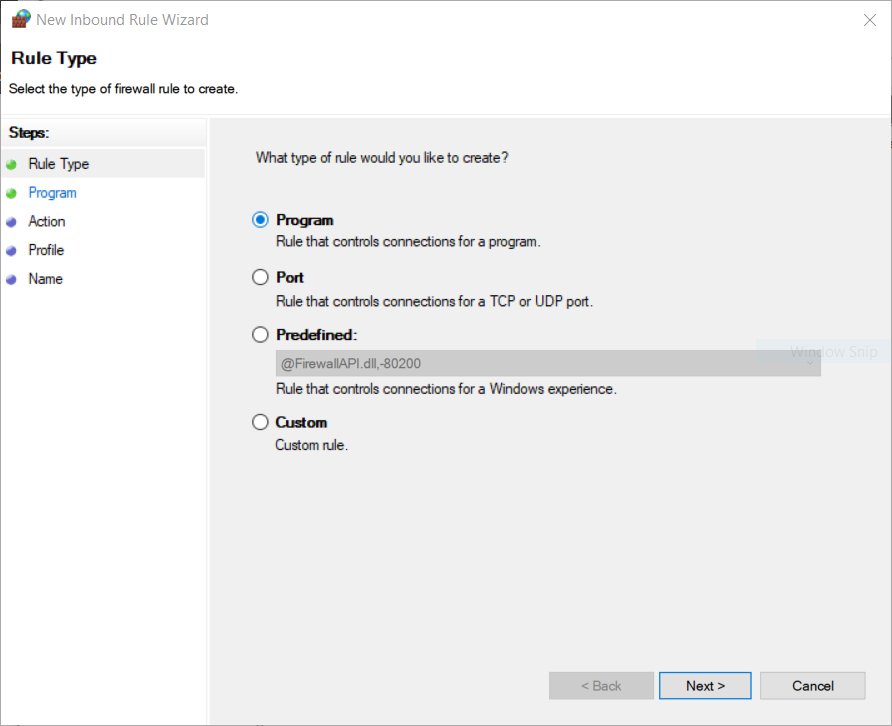 New Inbound Rule Wizard
Rule Type
Select the type of firewall rule to create.
Steps:
Rule Type
Program
Action
Profile
Name
What type of rule would you like to create?
Program
Rule that controls connections for a program.
Port
Rule that controls connections for a TCP or UDP port.
Predefined:
@FirewallAPI.dll,-80200
Rule that controls connections for a Windows experience.
Custom
Custom rule.
Window Snip
< Back
Next >
Cancel